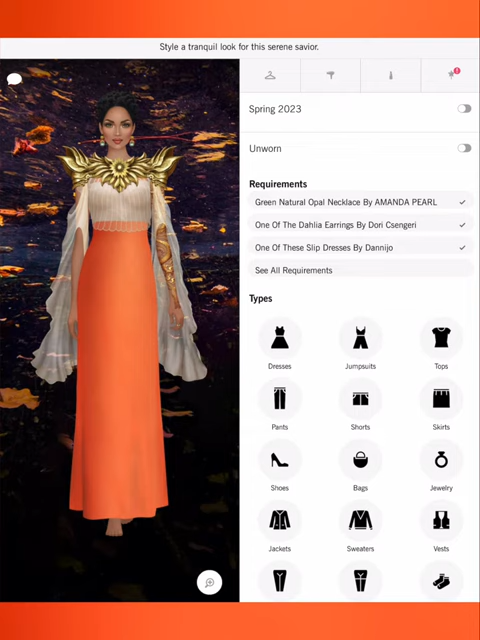 Style a tranquil look for this serene savior.
Spring 2023
Unworn
Requirements
Green Natural Opal Necklace By AMANDA PEARL
One Of The Dahlia Earrings By Dori Csengeri
One Of These Slip Dresses By Dannijo
See All Requirements
Types
Dresses
Jumpsuits
Tops
Pants
Shorts
Skirts
Shoes
Bags
Jewelry
Jackets
Sweaters
Vests